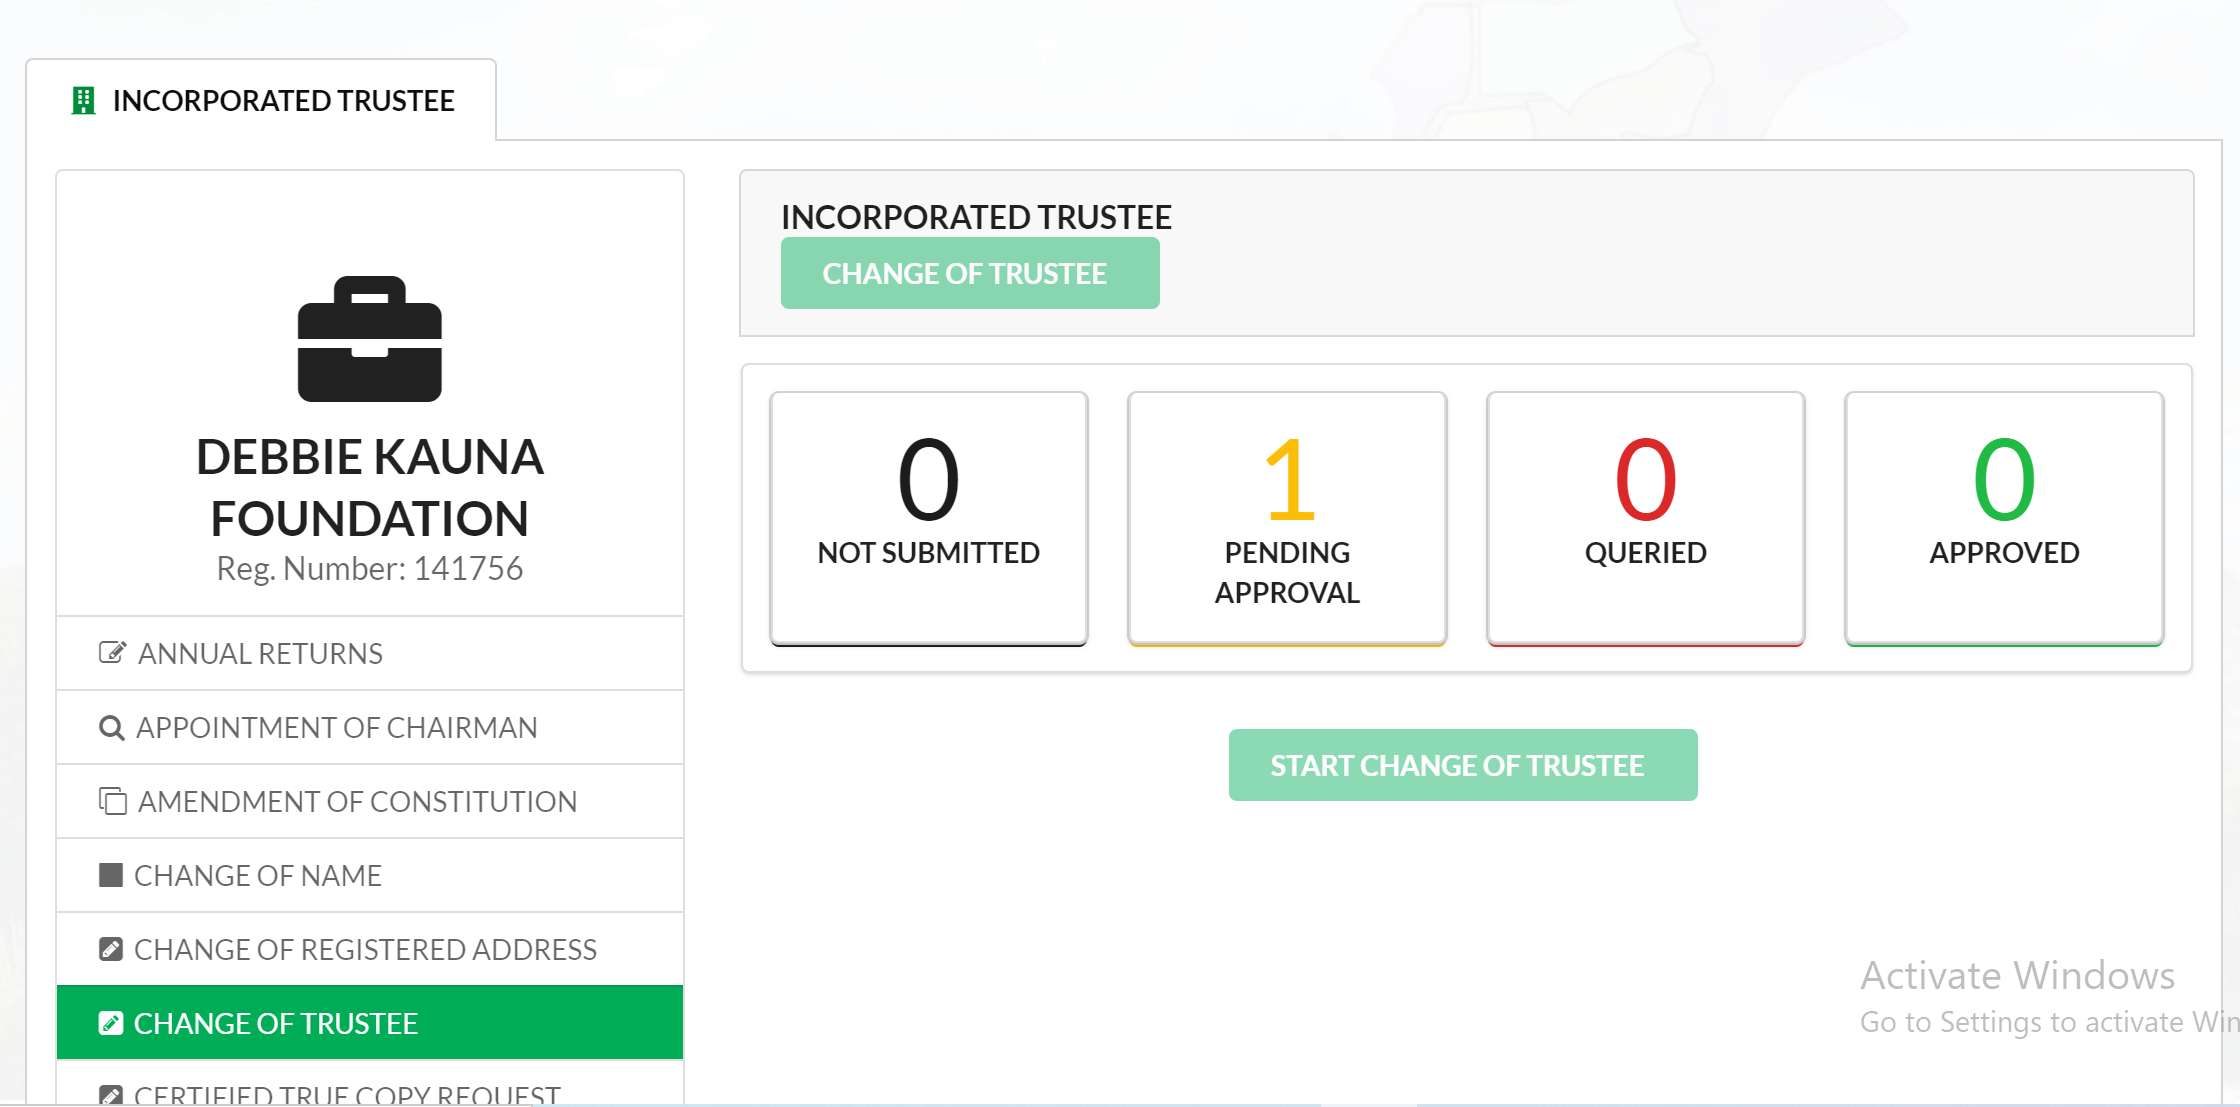 INCORPORATED TRUSTEE
DEBBIE KAUNA
FOUNDATION
Reg. Number: 141756
ANNUAL RETURNS
APPOINTMENT OF CHAIRMAN
AMENDMENT OF CONSTITUTION
CHANGE OF NAME
CHANGE OF REGISTERED ADDRESS
CHANGE OF TRUSTEE
CERTIFIED TRUE COPY REQUEST
INCORPORATED TRUSTEE
CHANGE OF TRUSTEE
0
NOT SUBMITTED
1
PENDING
APPROVAL
0
QUERIED
0
APPROVED
START CHANGE OF TRUSTEE
Activate Windows
Go to Settings to activate Win